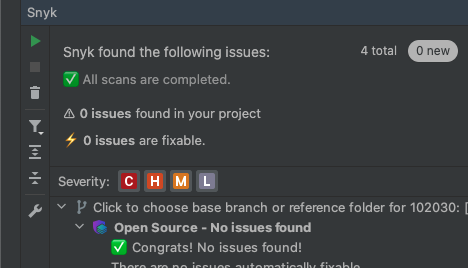 Snyk
Snyk found the following issues: 4 total 0 new
✅ All scans are completed.
⚠ 0 issues found in your project
⚡ 0 issues are fixable.
Severity: C H M L
Click to choose base branch or reference folder for 102030: [
Open Source - No issues found
✅ Congrats! No issues found!
There are no issues automatically fixable